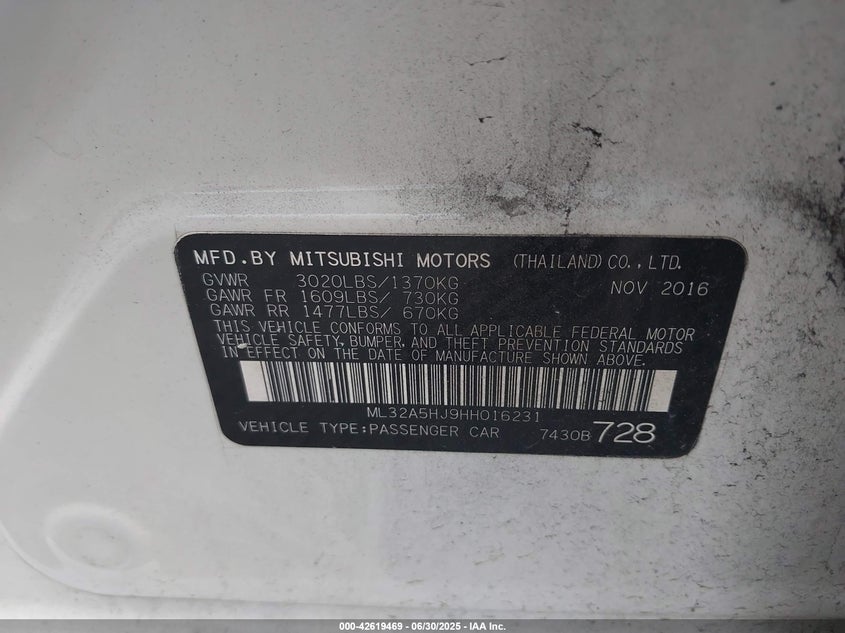 MFD.BY MITSUBISHI MOTORS (THAILAND) CO., LTD.
GVWR 3020LBS/1370KG NOV 2016
GAWR FR 1609LBS/ 730KG
GAWR RR 1477LBS/ 670KG
THIS VEHICLE CONFORMS TO ALL APPLICABLE FEDERAL MOTOR
VEHICLE SAFETY, BUMPER, AND THEFT PREVENTION STANDARDS
IN EFFECT ON THE DATE OF MANUFACTURE SHOWN ABOVE.
ML32A5HJ9HH016231
VEHICLE TYPE:PASSENGER CAR 7430B 728
000-42619469 - 06/30/2025 - IAA Inc.